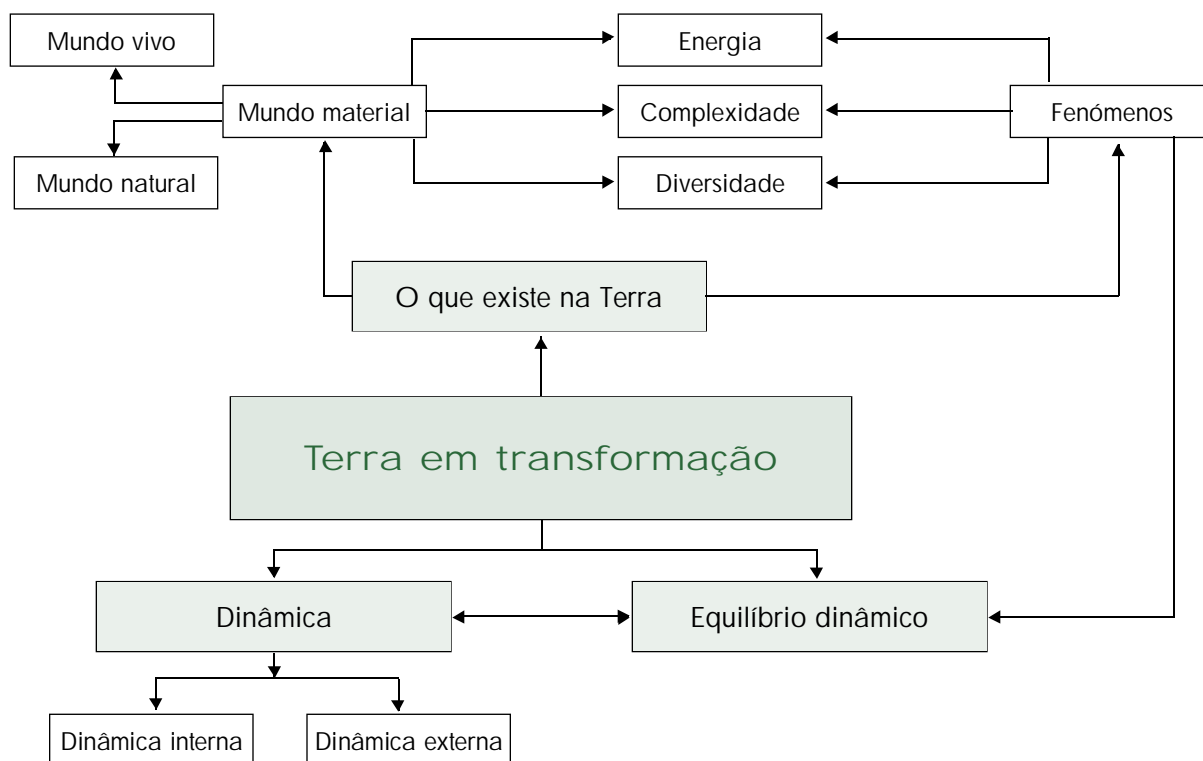 Mundo vivo
Energia
Mundo material
Complexidade
Fenómenos
Mundo natural
Diversidade
O que existe na Terra
Terra em transformação
Dinâmica
Equilíbrio dinâmico
Dinâmica interna
Dinâmica externa